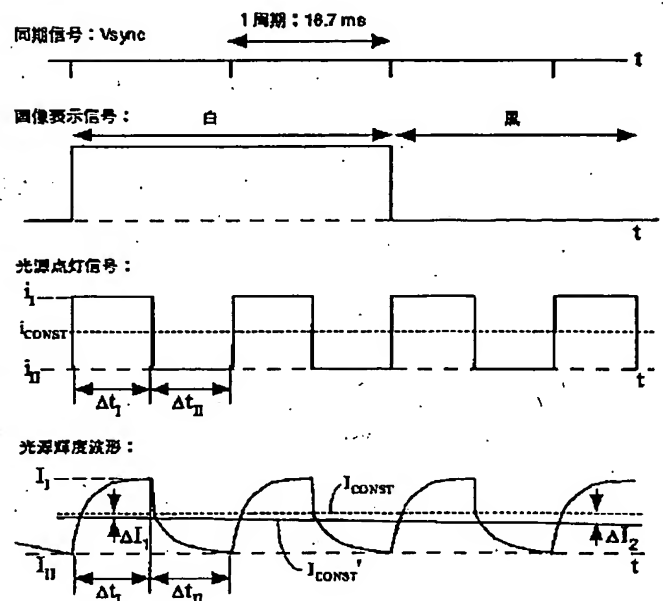 1周期：16.7 ms
同期信号：Vsync
t
画像表示信号：
白
黒
t
光源点灯信号：
i_I
i_CONST
i_II
Δt_I
Δt_II
t
光源輝度波形：
I_I
I_CONST
ΔI_1
ΔI_2
I_II
Δt_I
Δt_II
I_CONST'
t